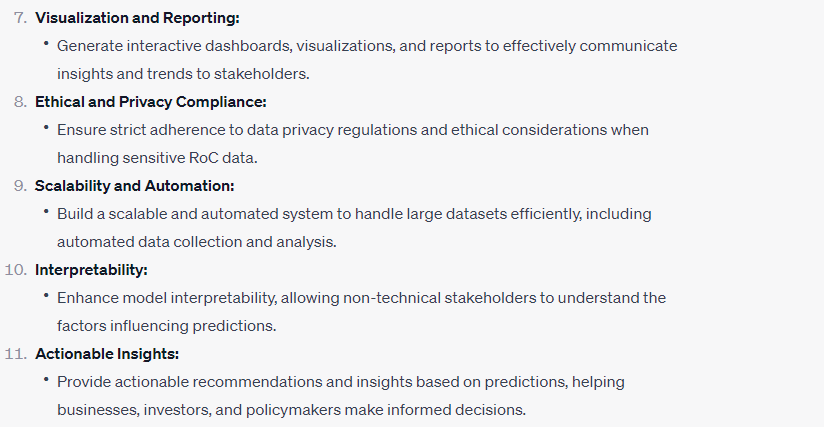 7. Visualization and Reporting:
• Generate interactive dashboards, visualizations, and reports to effectively communicate
insights and trends to stakeholders.
8. Ethical and Privacy Compliance:
• Ensure strict adherence to data privacy regulations and ethical considerations when
handling sensitive RoC data.
9. Scalability and Automation:
• Build a scalable and automated system to handle large datasets efficiently, including
automated data collection and analysis.
10. Interpretability:
• Enhance model interpretability, allowing non-technical stakeholders to understand the
factors influencing predictions.
11. Actionable Insights:
• Provide actionable recommendations and insights based on predictions, helping
businesses, investors, and policymakers make informed decisions.